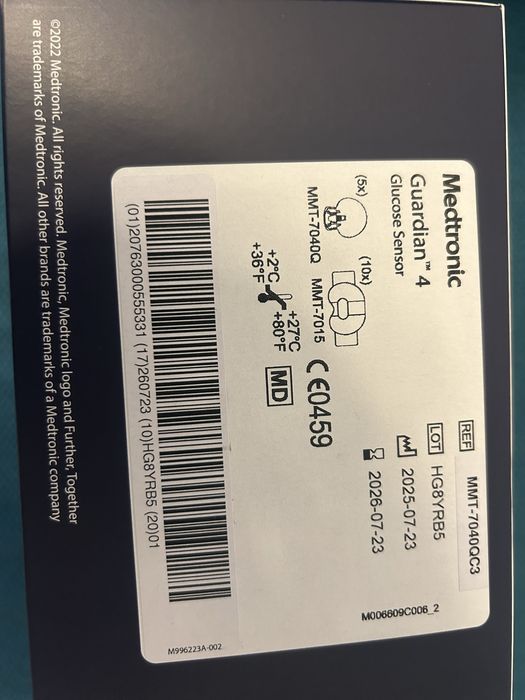 Medtronic
Guardian™ 4
Glucose Sensor
REF MMT-7040QC3
LOT HG8YRB5
2025-07-23
2026-07-23
(5x) (10x)
MMT-7040Q MMT-7015
CE0459
+2°C
+36°F
+27°C
+80°F
MD
M006609C006_2
(01)20763000555331 (17)260723 (10)HG8YRB5 (20)01
M996223A-002
©2022 Medtronic. All rights reserved. Medtronic, Medtronic logo and Further, Together
are trademarks of Medtronic. All other brands are trademarks of a Medtronic company